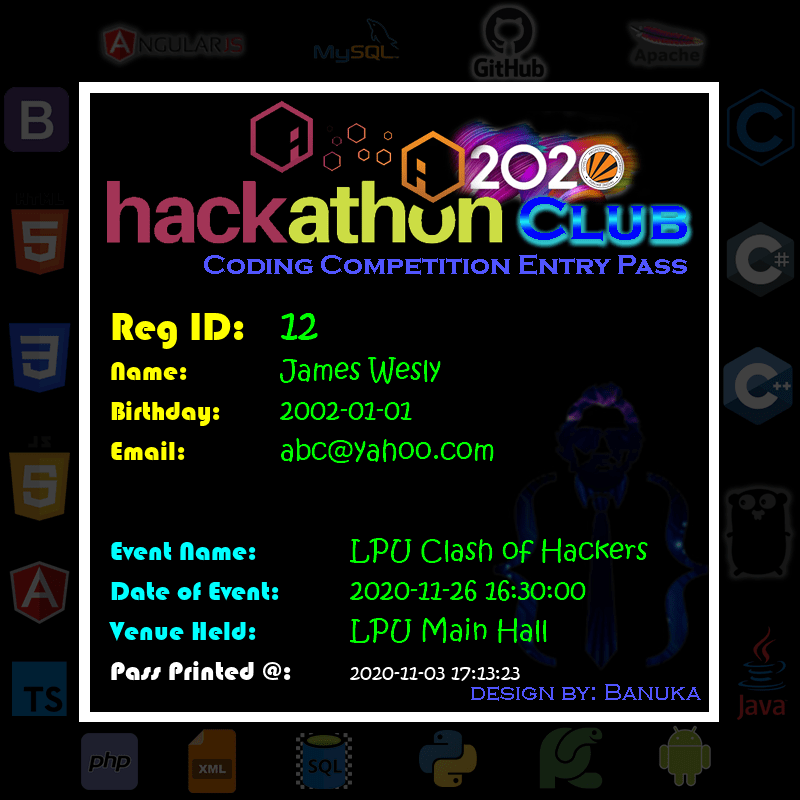 ANGULARJS
MySQL
GitHub
Apache
B
C
2020
hackathon CLUB
CODING COMPETITION ENTRY PASS
5
C#
Reg ID: 12
Name: James Wesly
3
C++
Birthday: 2002-01-01
Email: abc@yahoo.com
JS
5
Event Name: LPU Clash of Hackers
Date of Event: 2020-11-26 16:30:00
Venue Held: LPU Main Hall
Pass Printed @: 2020-11-03 17:13:23
DESIGN BY: BANUKA
A
TS
Java
php
XML
SQL